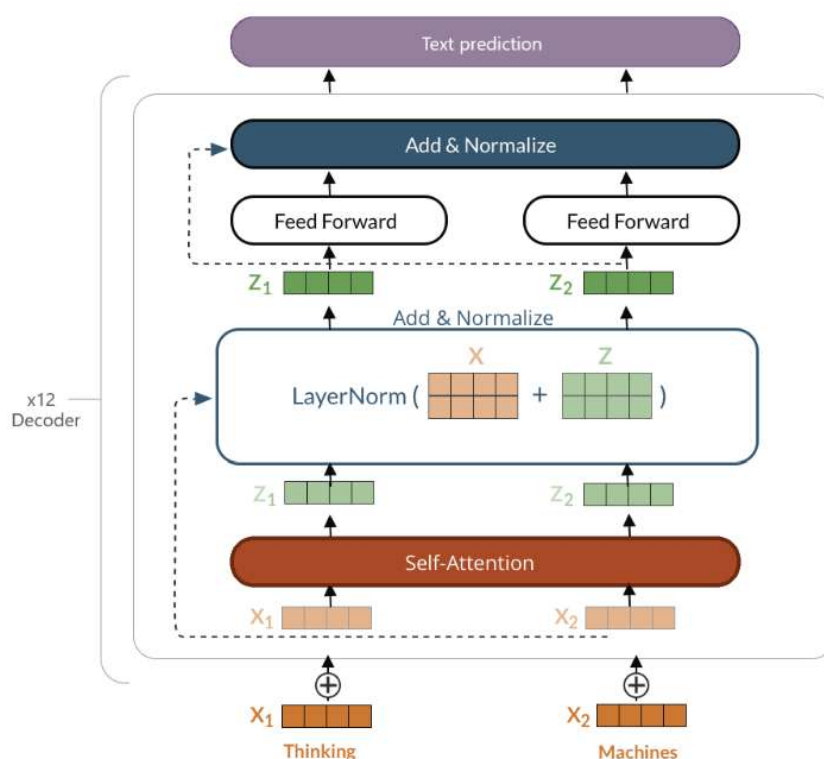 Text prediction
Add & Normalize
Feed Forward Feed Forward
Z1 Z2
Add & Normalize
X Z
LayerNorm ( + )
x12
Decoder
Z1 Z2
Self-Attention
X1 X2
X1 X2
Thinking Machines